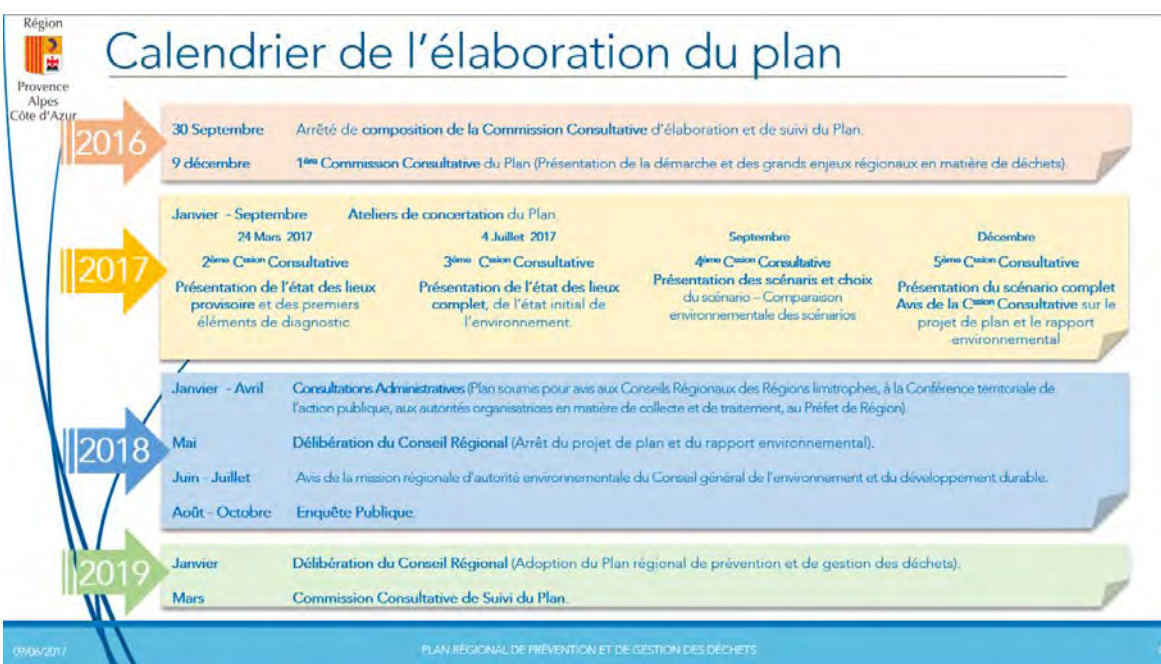 Région
Provence
Alpes
Côte d'Azur
Calendrier de l'élaboration du plan
2016
30 Septembre Arrêté de composition de la Commission Consultative d'élaboration et de suivi du Plan.
9 décembre 1ère Commission Consultative du Plan (Présentation de la démarche et des grands enjeux régionaux en matière de déchets)
2017
Janvier - Septembre Ateliers de concertation du Plan.
24 Mars 2017
2ème Cssion Consultative
Présentation de l'état des lieux
provisoire et des premiers
éléments de diagnostic
4 Juillet 2017
3ème Cssion Consultative
Présentation de l'état des lieux
complet, de l'état initial de
l'environnement.
Septembre
4ème Cssion Consultative
Présentation des scénaris et choix
du scénario – Comparaison
environnementale des scénarios
Décembre
5ème Cssion Consultative
Présentation du scénario complet
Avis de la Cssion Consultative sur le
projet de plan et le rapport
environnemental
2018
Janvier - Avril Consultations Administratives (Plan soumis pour avis aux Conseils Régionaux des Régions limitrophes, à la Conférence territoriale de
l'action publique, aux autorités organisatrices en matière de collecte et de traitement, au Préfet de Région).
Mai Délibération du Conseil Régional (Arrêt du projet de plan et du rapport environnemental).
Juin - Juillet Avis de la mission régionale d'autorité environnementale du Conseil général de l'environnement et du développement durable.
Août - Octobre Enquête Publique.
2019
Janvier Délibération du Conseil Régional (Adoption du Plan régional de prévention et de gestion des déchets).
Mars Commission Consultative de Suivi du Plan.
09/06/2017
PLAN RÉGIONAL DE PRÉVENTION ET DE GESTION DES DÉCHETS